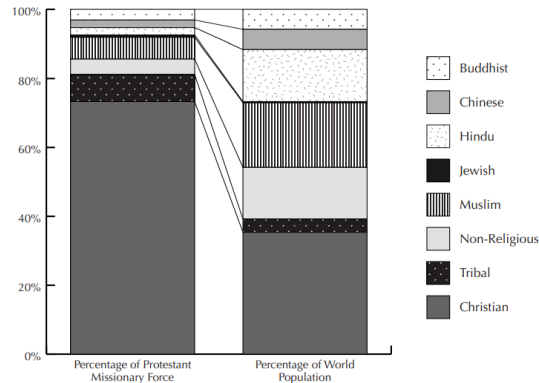 100%
80%
60%
40%
20%
0%
Percentage of Protestant
Missionary Force
Percentage of World
Population
Buddhist
Chinese
Hindu
Jewish
Muslim
Non-Religious
Tribal
Christian